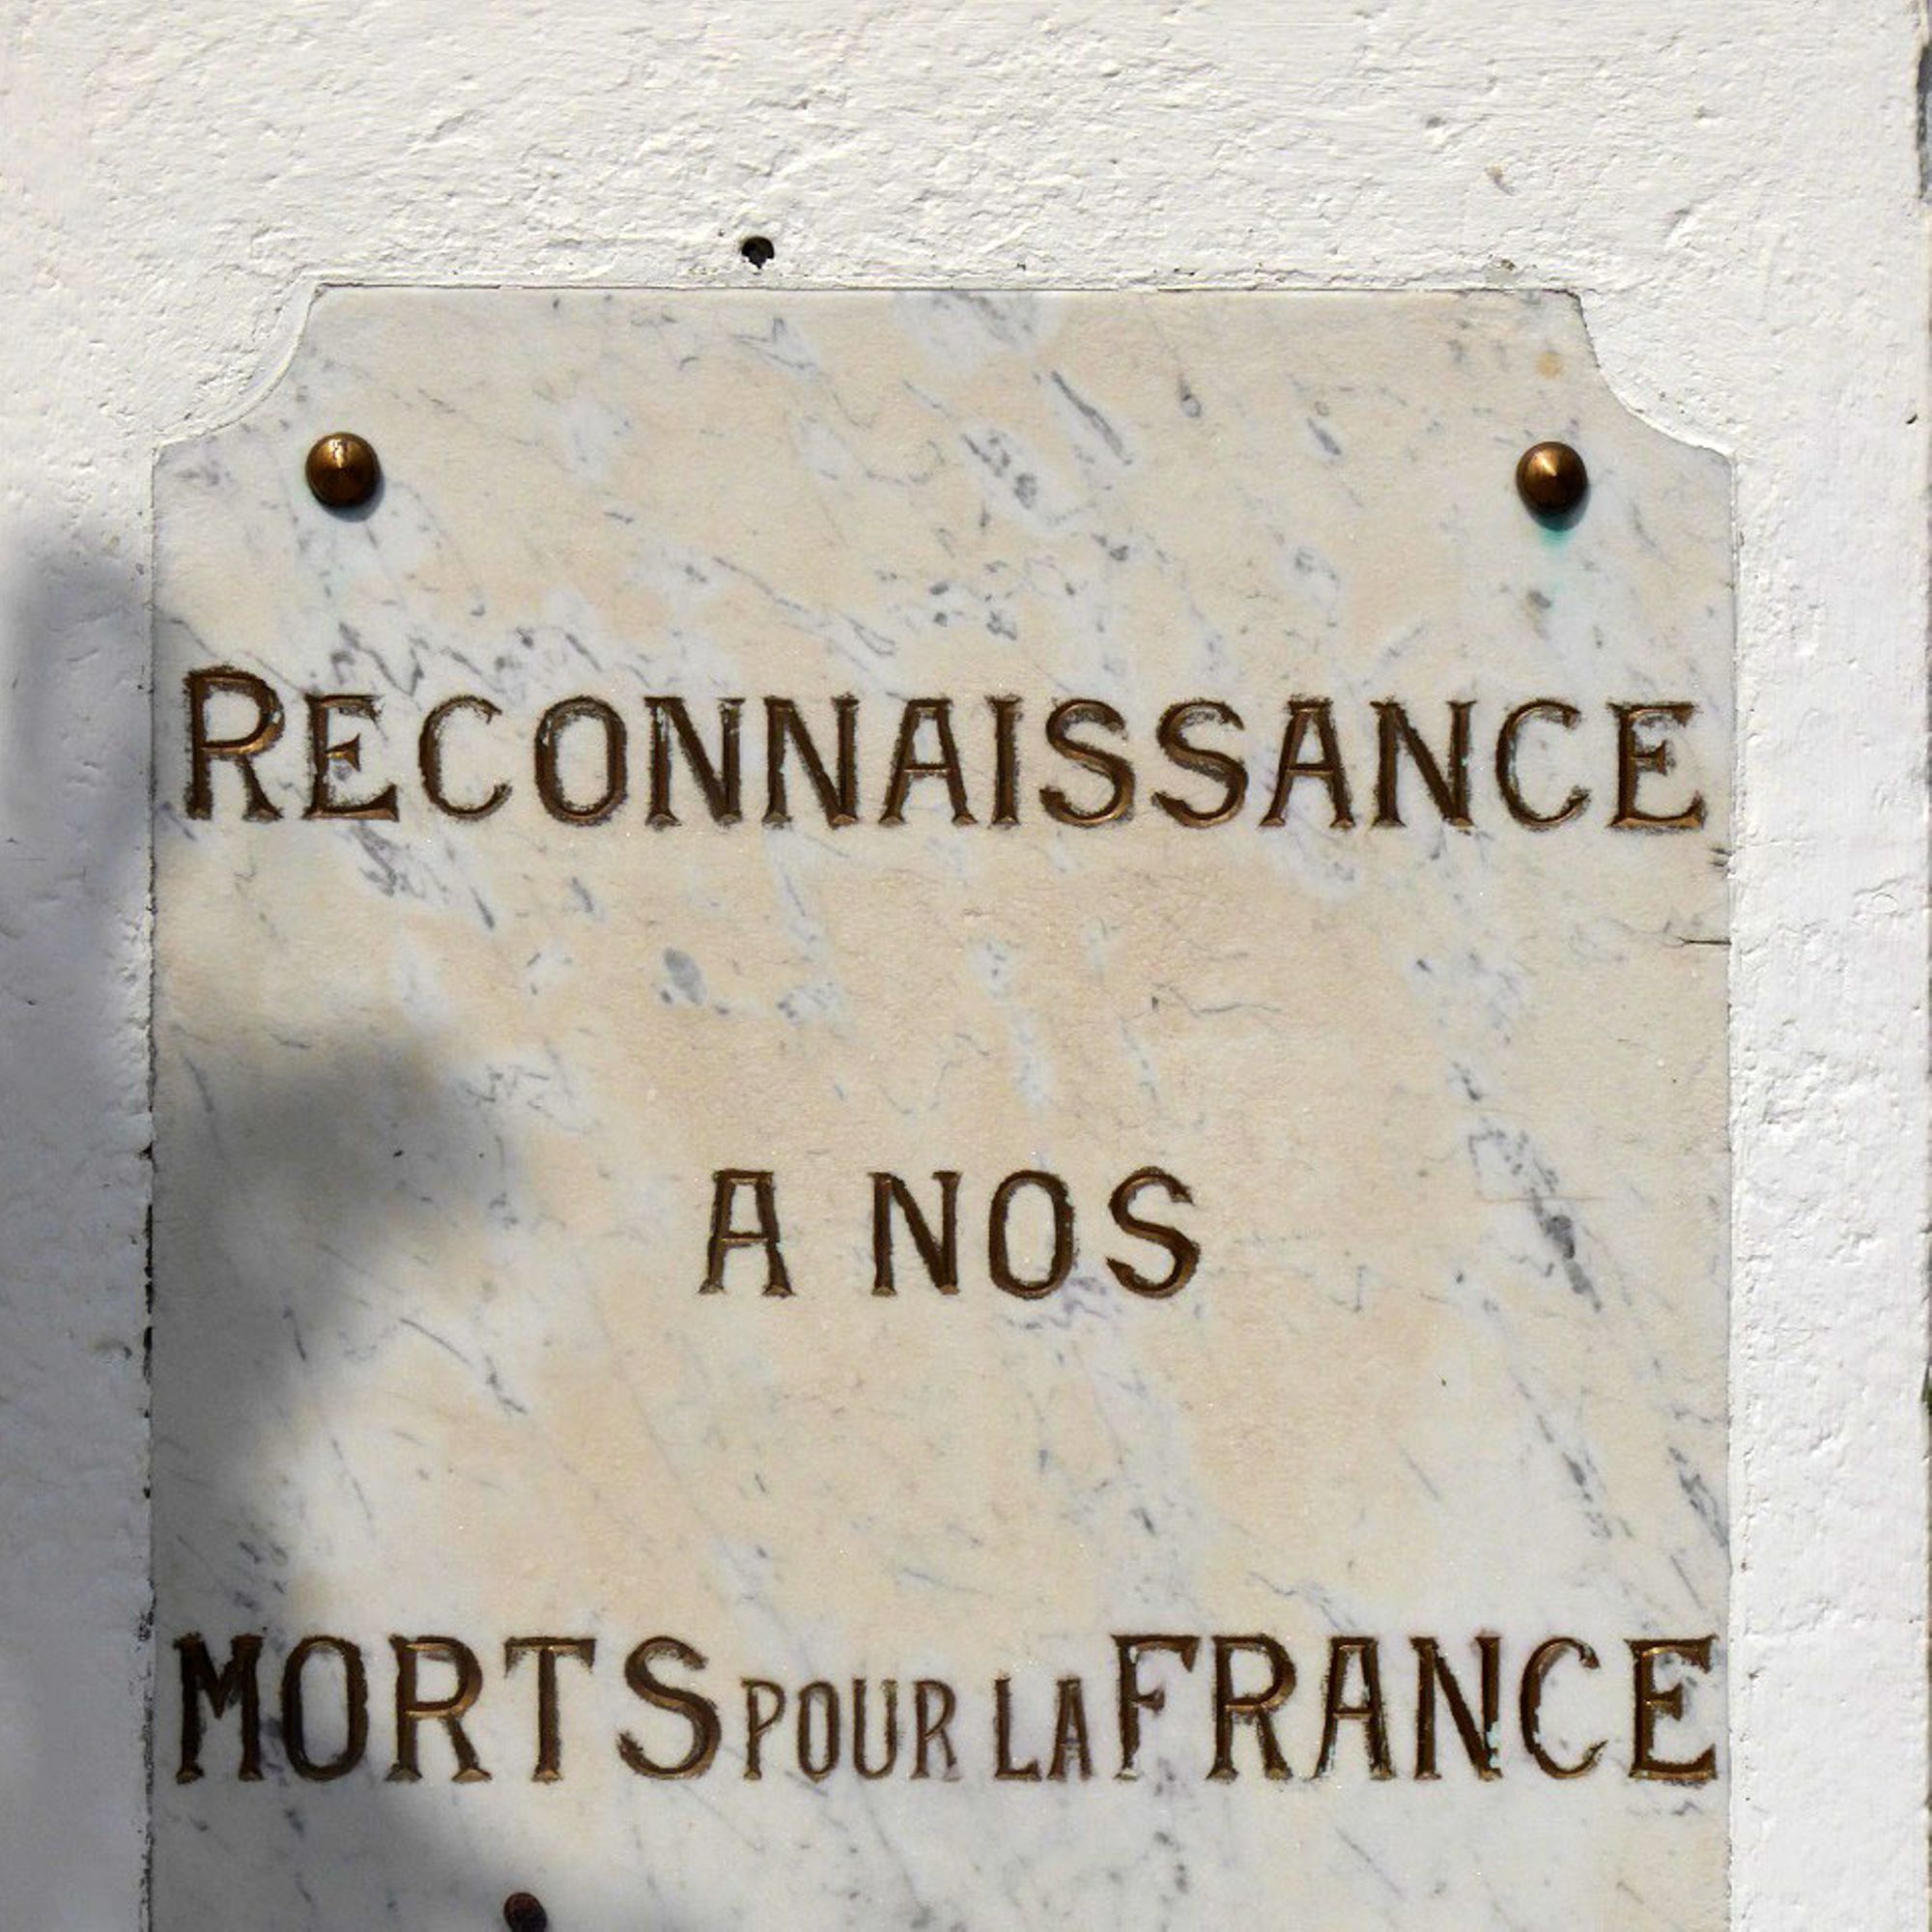 RECONNAISSANCE
A NOS
MORTS POUR LA FRANCE